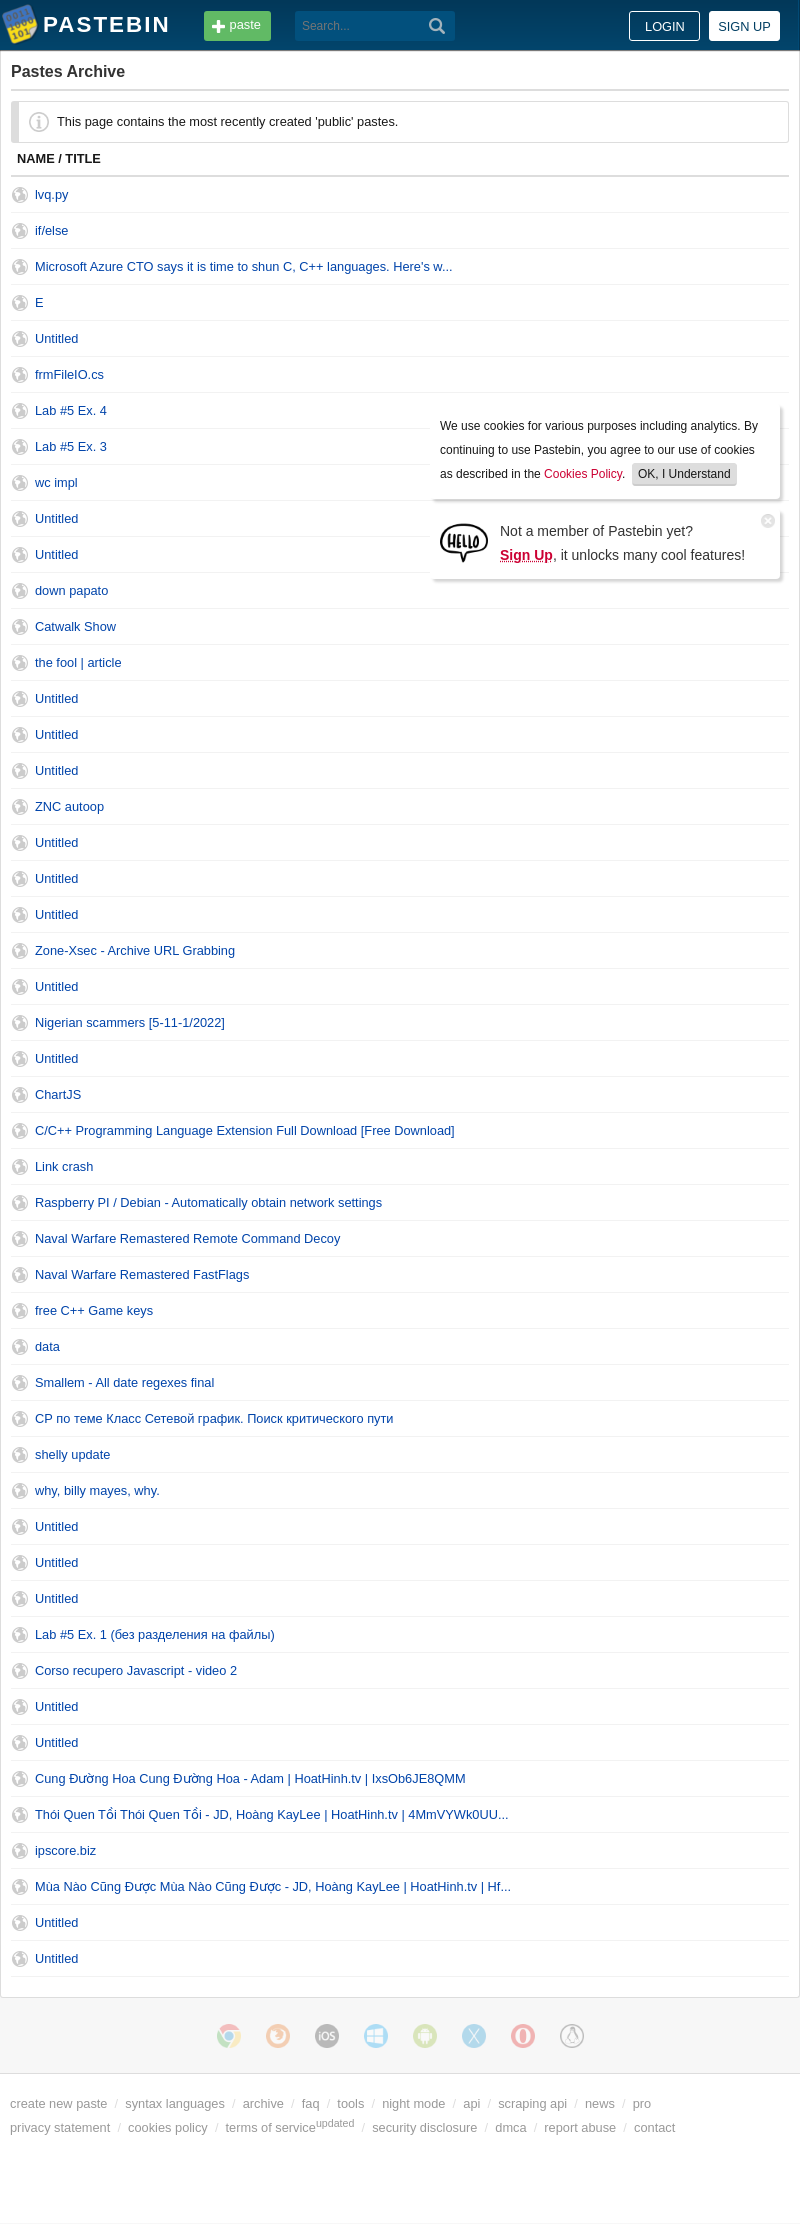 PASTEBIN
paste
Search...
LOGIN
SIGN UP
Pastes Archive
This page contains the most recently created 'public' pastes.
NAME / TITLE
lvq.py
if/else
Microsoft Azure CTO says it is time to shun C, C++ languages. Here's w...
E
Untitled
frmFileIO.cs
Lab #5 Ex. 4
Lab #5 Ex. 3
wc impl
Untitled
Untitled
We use cookies for various purposes including analytics. By
continuing to use Pastebin, you agree to our use of cookies
as described in the Cookies Policy. OK, I Understand
HELLO
Not a member of Pastebin yet?
Sign Up, it unlocks many cool features!
down papato
Catwalk Show
the fool | article
Untitled
Untitled
Untitled
ZNC autoop
Untitled
Untitled
Untitled
Zone-Xsec - Archive URL Grabbing
Untitled
Nigerian scammers [5-11-1/2022]
Untitled
ChartJS
C/C++ Programming Language Extension Full Download [Free Download]
Link crash
Raspberry PI / Debian - Automatically obtain network settings
Naval Warfare Remastered Remote Command Decoy
Naval Warfare Remastered FastFlags
free C++ Game keys
data
Smallem - All date regexes final
СР по теме Класс Сетевой график. Поиск критического пути
shelly update
why, billy mayes, why.
Untitled
Untitled
Untitled
Lab #5 Ex. 1 (без разделения на файлы)
Corso recupero Javascript - video 2
Untitled
Untitled
Cung Đường Hoa Cung Đường Hoa - Adam | HoatHinh.tv | IxsOb6JE8QMM
Thói Quen Tồi Thói Quen Tồi - JD, Hoàng KayLee | HoatHinh.tv | 4MmVYWk0UU...
ipscore.biz
Mùa Nào Cũng Được Mùa Nào Cũng Được - JD, Hoàng KayLee | HoatHinh.tv | Hf...
Untitled
Untitled
iOS
create new paste / syntax languages / archive / faq / tools / night mode / api / scraping api / news / pro
privacy statement / cookies policy / terms of service updated / security disclosure / dmca / report abuse / contact